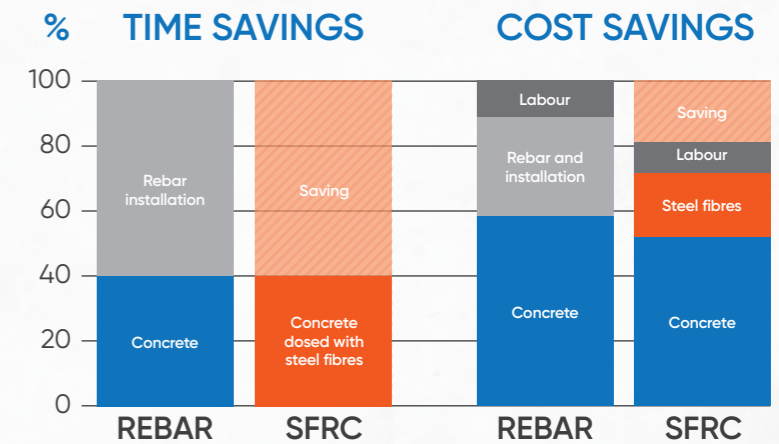 % TIME SAVINGS COST SAVINGS
100
80
60
40
20
0
Rebar
installation
Concrete
Saving
Concrete
dosed with
steel fibres
Labour
Rebar and
installation
Concrete
Saving
Labour
Steel fibres
Concrete
REBAR SFRC REBAR SFRC